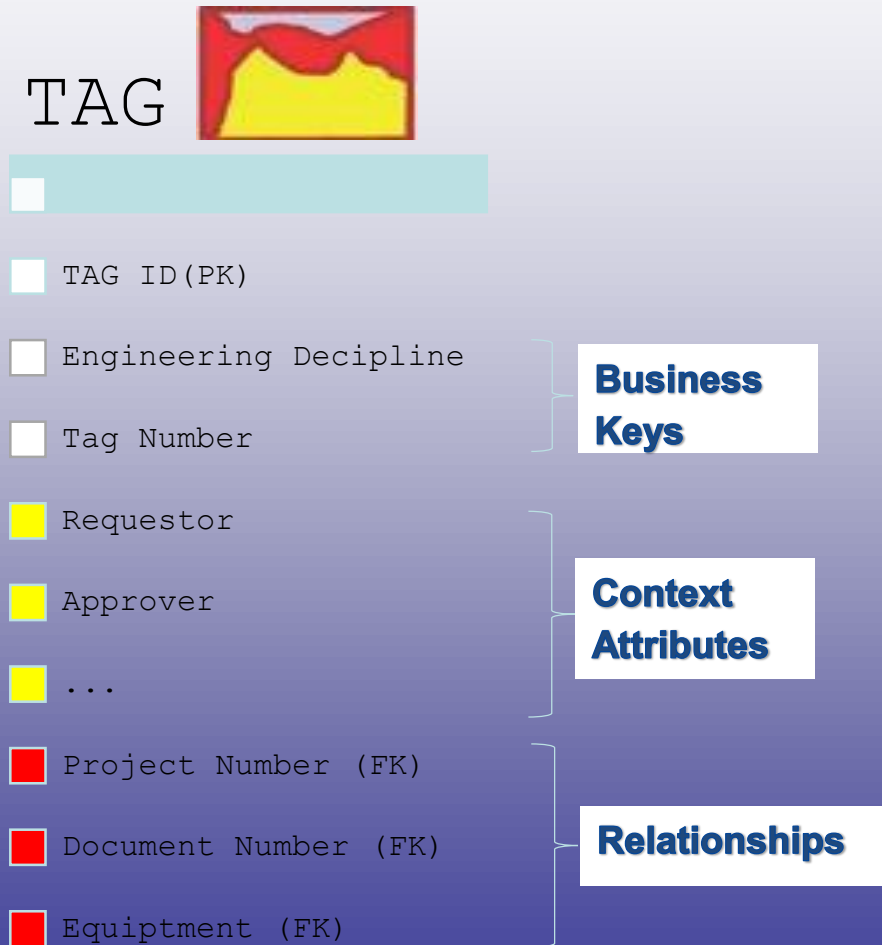 TAG
TAG ID(PK)
Engineering Decipline
Tag Number
Business
Keys
Requestor
Approver
...
Context
Attributes
Project Number (FK)
Document Number (FK)
Equiptment (FK)
Relationships